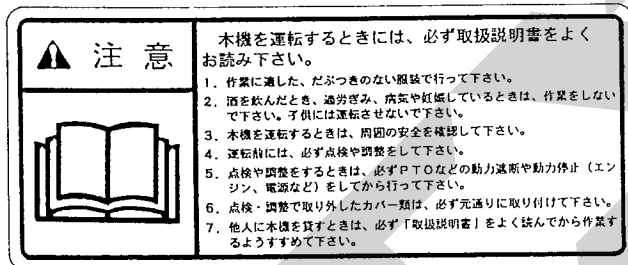 注 意
本機を運転するときには、必ず取扱説明書をよく
お読み下さい。
1．作業に適した、だぶつきのない服装で行って下さい。
2．酒を飲んだとき、過労ぎみ、病気や妊娠しているときは、作業をしない
で下さい。子供には運転させないで下さい。
3．本機を運転するときは、周囲の安全を確認して下さい。
4．運転前には、必ず点検や調整をして下さい。
5．点検や調整をするときは、必ずＰＴＯなどの動力遮断や動力停止（エン
ジン、電源など）をしてから行って下さい。
6．点検・調整で取り外したカバー類は、必ず元通りに取り付けて下さい。
7．他人に本機を貸すときは、必ず「取扱説明書」をよく読んでから作業す
るようすすめて下さい。